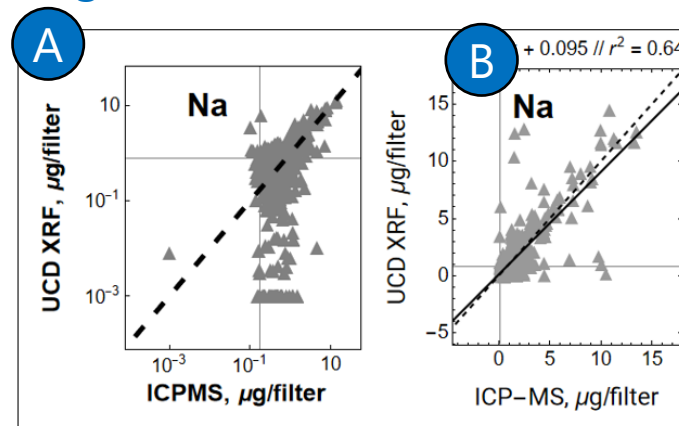 A
Na
10
10⁻¹
10⁻³
UCD XRF, µg/filter
10⁻³
10⁻¹
10
ICPMS, µg/filter
B
+ 0.095 // r² = 0.64
Na
15
10
5
0
−5
UCD XRF, µg/filter
0
5
10
15
ICP−MS, µg/filter